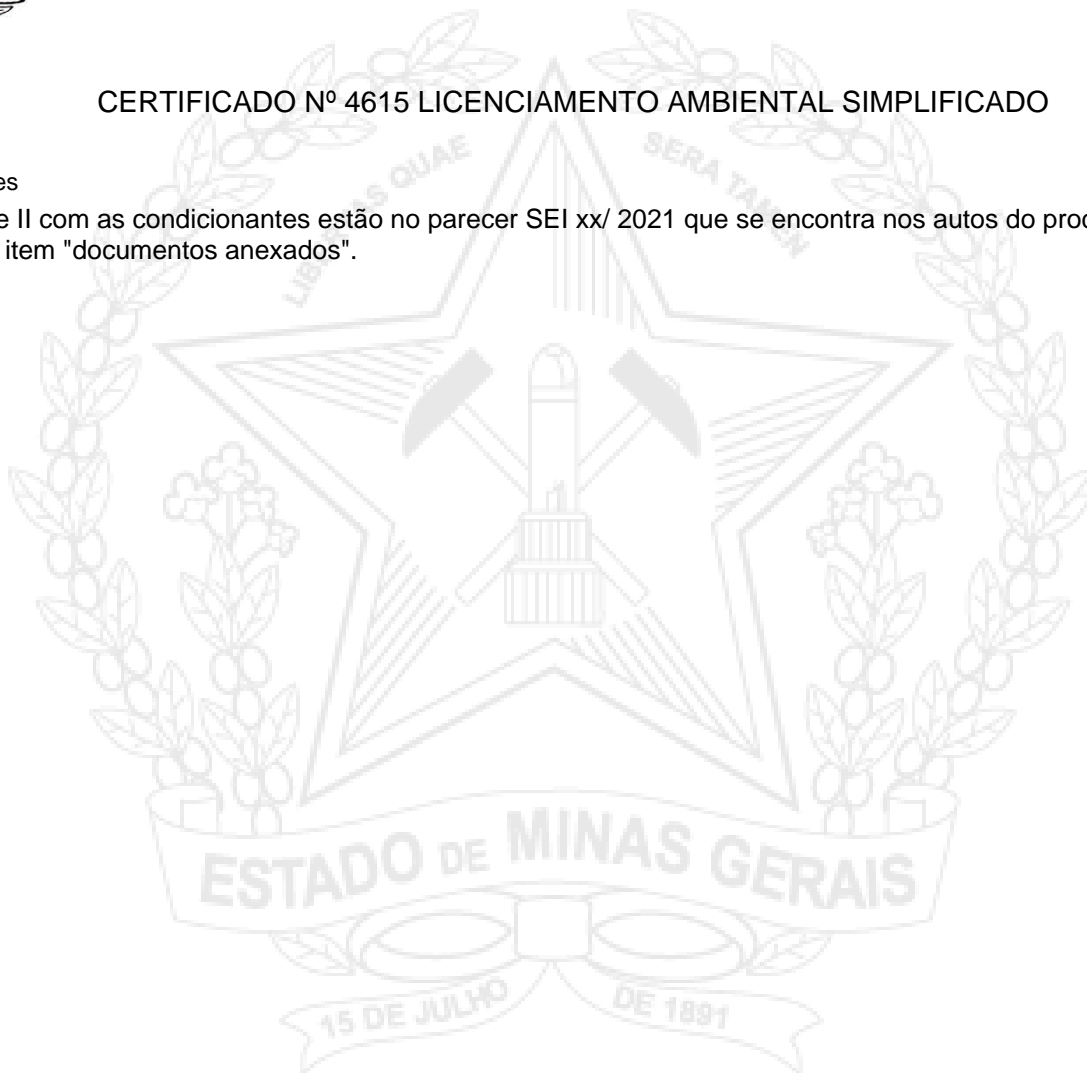 CERTIFICADO Nº 4615 LICENCIAMENTO AMBIENTAL SIMPLIFICADO
es
e II com as condicionantes estão no parecer SEI xx/ 2021 que se encontra nos autos do proc
item "documentos anexados".
LIBERTAS QUAE SERA TAMEN
ESTADO DE MINAS GERAIS
15 DE JULHO DE 1891